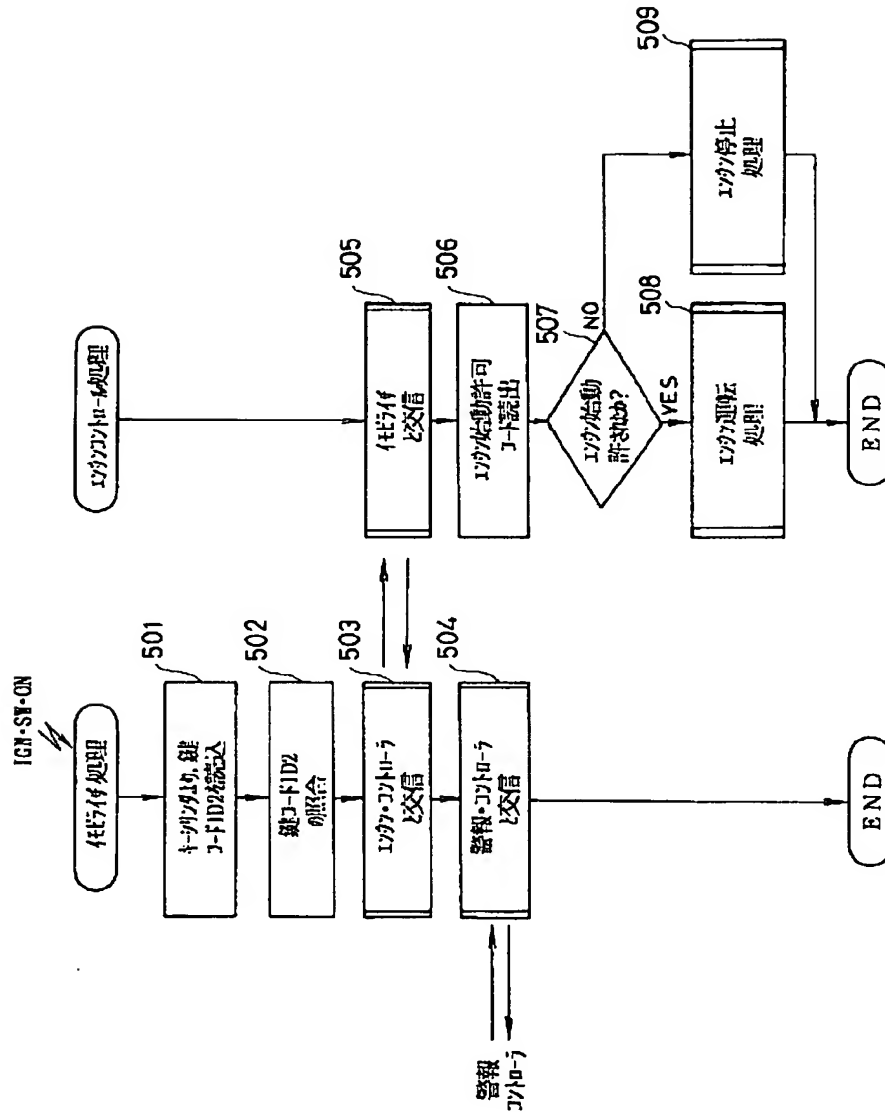 IGN・SW・ON
イモビライザ処理
501
キーシリンダより、鍵
コードID2を読込
502
鍵コードID2
の照合
503
エンジン・コントローラ
と交信
504
警報・コントローラ
と交信
警報
コントローラ
END
エンジンコントロール処理
505
イモビライザ
と交信
506
エンジン始動許可
コード読出
507
エンジン始動
許されたか?
NO
YES
508
エンジン運転
処理
509
エンジン停止
処理
END